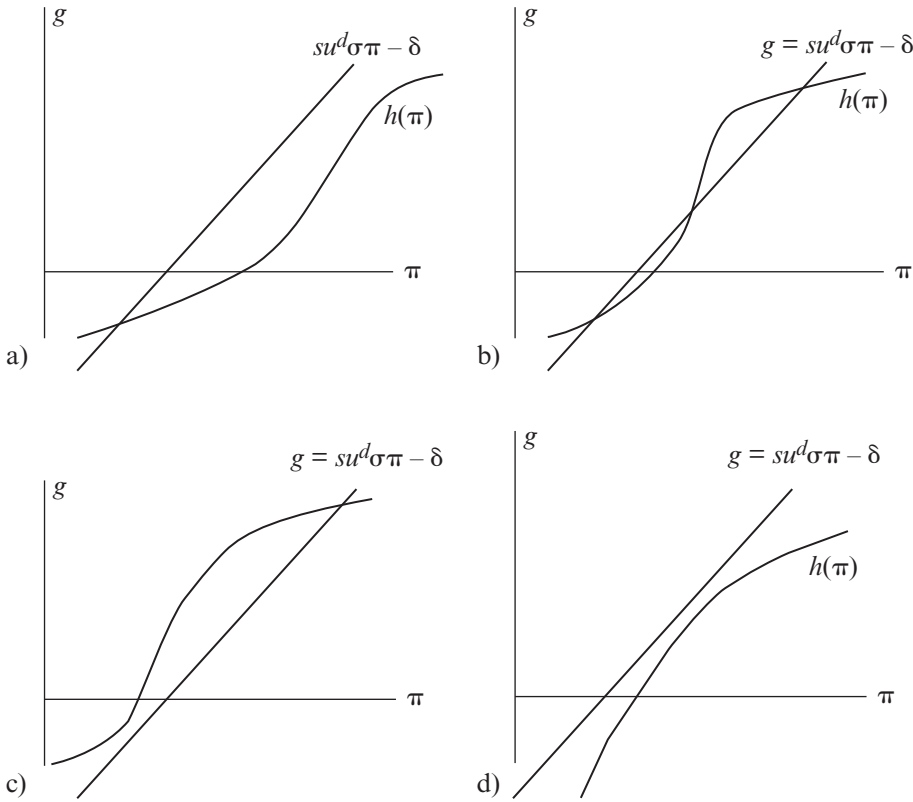 g
su^dσπ – δ
h(π)
π
a)
g
g = su^dσπ – δ
h(π)
π
b)
g = su^dσπ – δ
g
π
c)
g
g = su^dσπ – δ
h(π)
π
d)